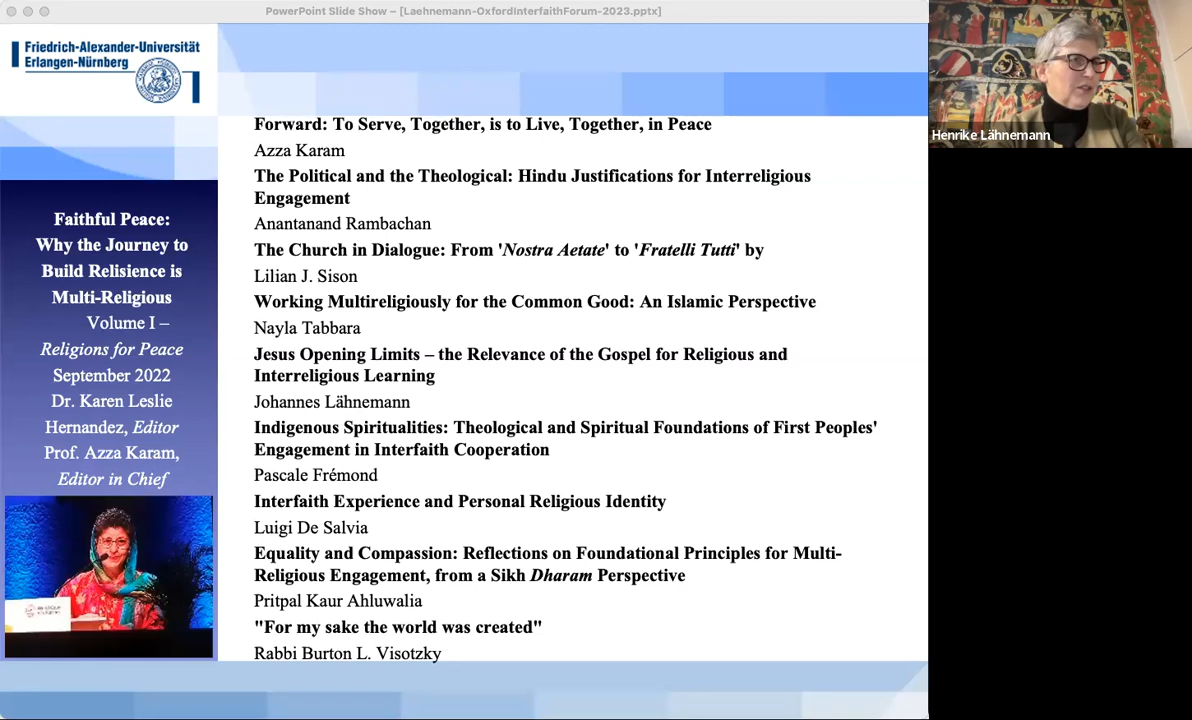 PowerPoint Slide Show – [Laehnemann-OxfordInterfaithForum-2023.pptx]
Friedrich-Alexander-Universität
Erlangen-Nürnberg
Faithful Peace:
Why the Journey to
Build Relisience is
Multi-Religious
Volume I –
Religions for Peace
September 2022
Dr. Karen Leslie
Hernandez, Editor
Prof. Azza Karam,
Editor in Chief
Forward: To Serve, Together, is to Live, Together, in Peace
Azza Karam
The Political and the Theological: Hindu Justifications for Interreligious
Engagement
Anantanand Rambachan
The Church in Dialogue: From 'Nostra Aetate' to 'Fratelli Tutti' by
Lilian J. Sison
Working Multireligiously for the Common Good: An Islamic Perspective
Nayla Tabbara
Jesus Opening Limits – the Relevance of the Gospel for Religious and
Interreligious Learning
Johannes Lähnemann
Indigenous Spiritualities: Theological and Spiritual Foundations of First Peoples'
Engagement in Interfaith Cooperation
Pascale Frémond
Interfaith Experience and Personal Religious Identity
Luigi De Salvia
Equality and Compassion: Reflections on Foundational Principles for Multi-
Religious Engagement, from a Sikh Dharam Perspective
Pritpal Kaur Ahluwalia
"For my sake the world was created"
Rabbi Burton L. Visotzky
Henrike Lähnemann